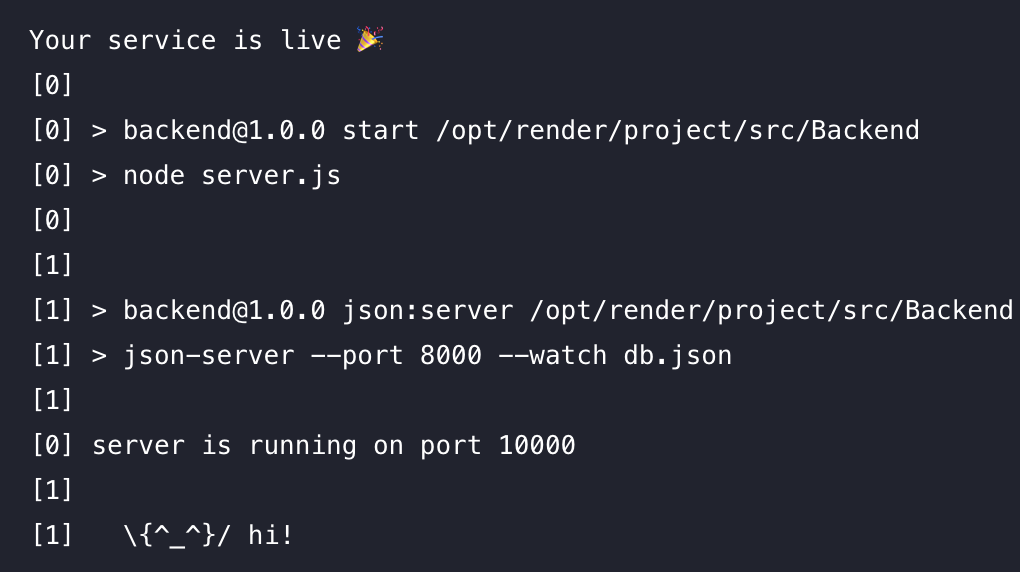 Your service is live 🎉
[0]
[0] > backend@1.0.0 start /opt/render/project/src/Backend
[0] > node server.js
[0]
[1]
[1] > backend@1.0.0 json:server /opt/render/project/src/Backend
[1] > json-server --port 8000 --watch db.json
[1]
[0] server is running on port 10000
[1]
[1]   \{^_^}/ hi!